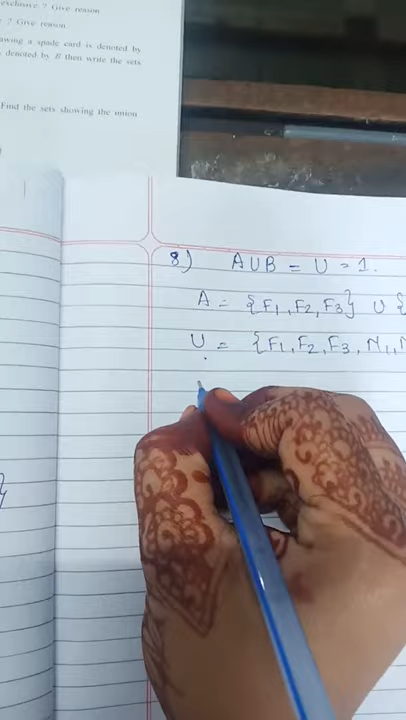 exclusive ? Give reason
? Give reason.
awing a spade card is denoted by
denoted by B then write the sets
Find the sets showing the union
8) A∪B = U = 1.
A = {F1, F2, F3} ∪ {
U = {F1, F2, F3, N1, N
}